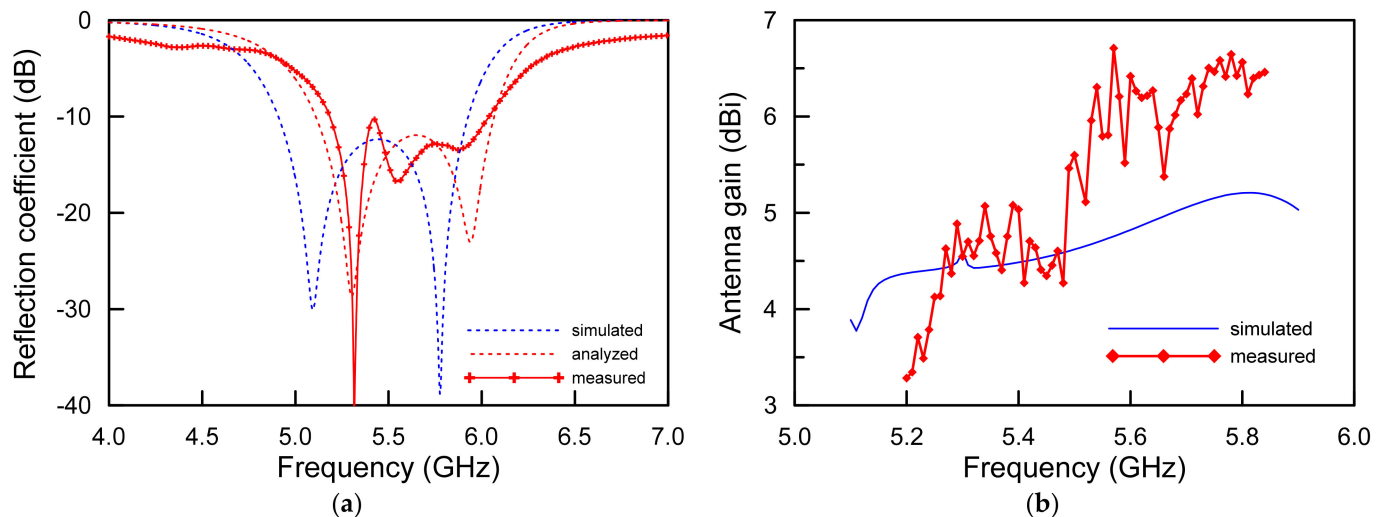 Reflection coefficient (dB)
0
-10
-20
-30
-40
simulated
analyzed
measured
4.0 4.5 5.0 5.5 6.0 6.5 7.0
Frequency (GHz)
(a)
Antenna gain (dBi)
7
6
5
4
3
simulated
measured
5.0 5.2 5.4 5.6 5.8 6.0
Frequency (GHz)
(b)